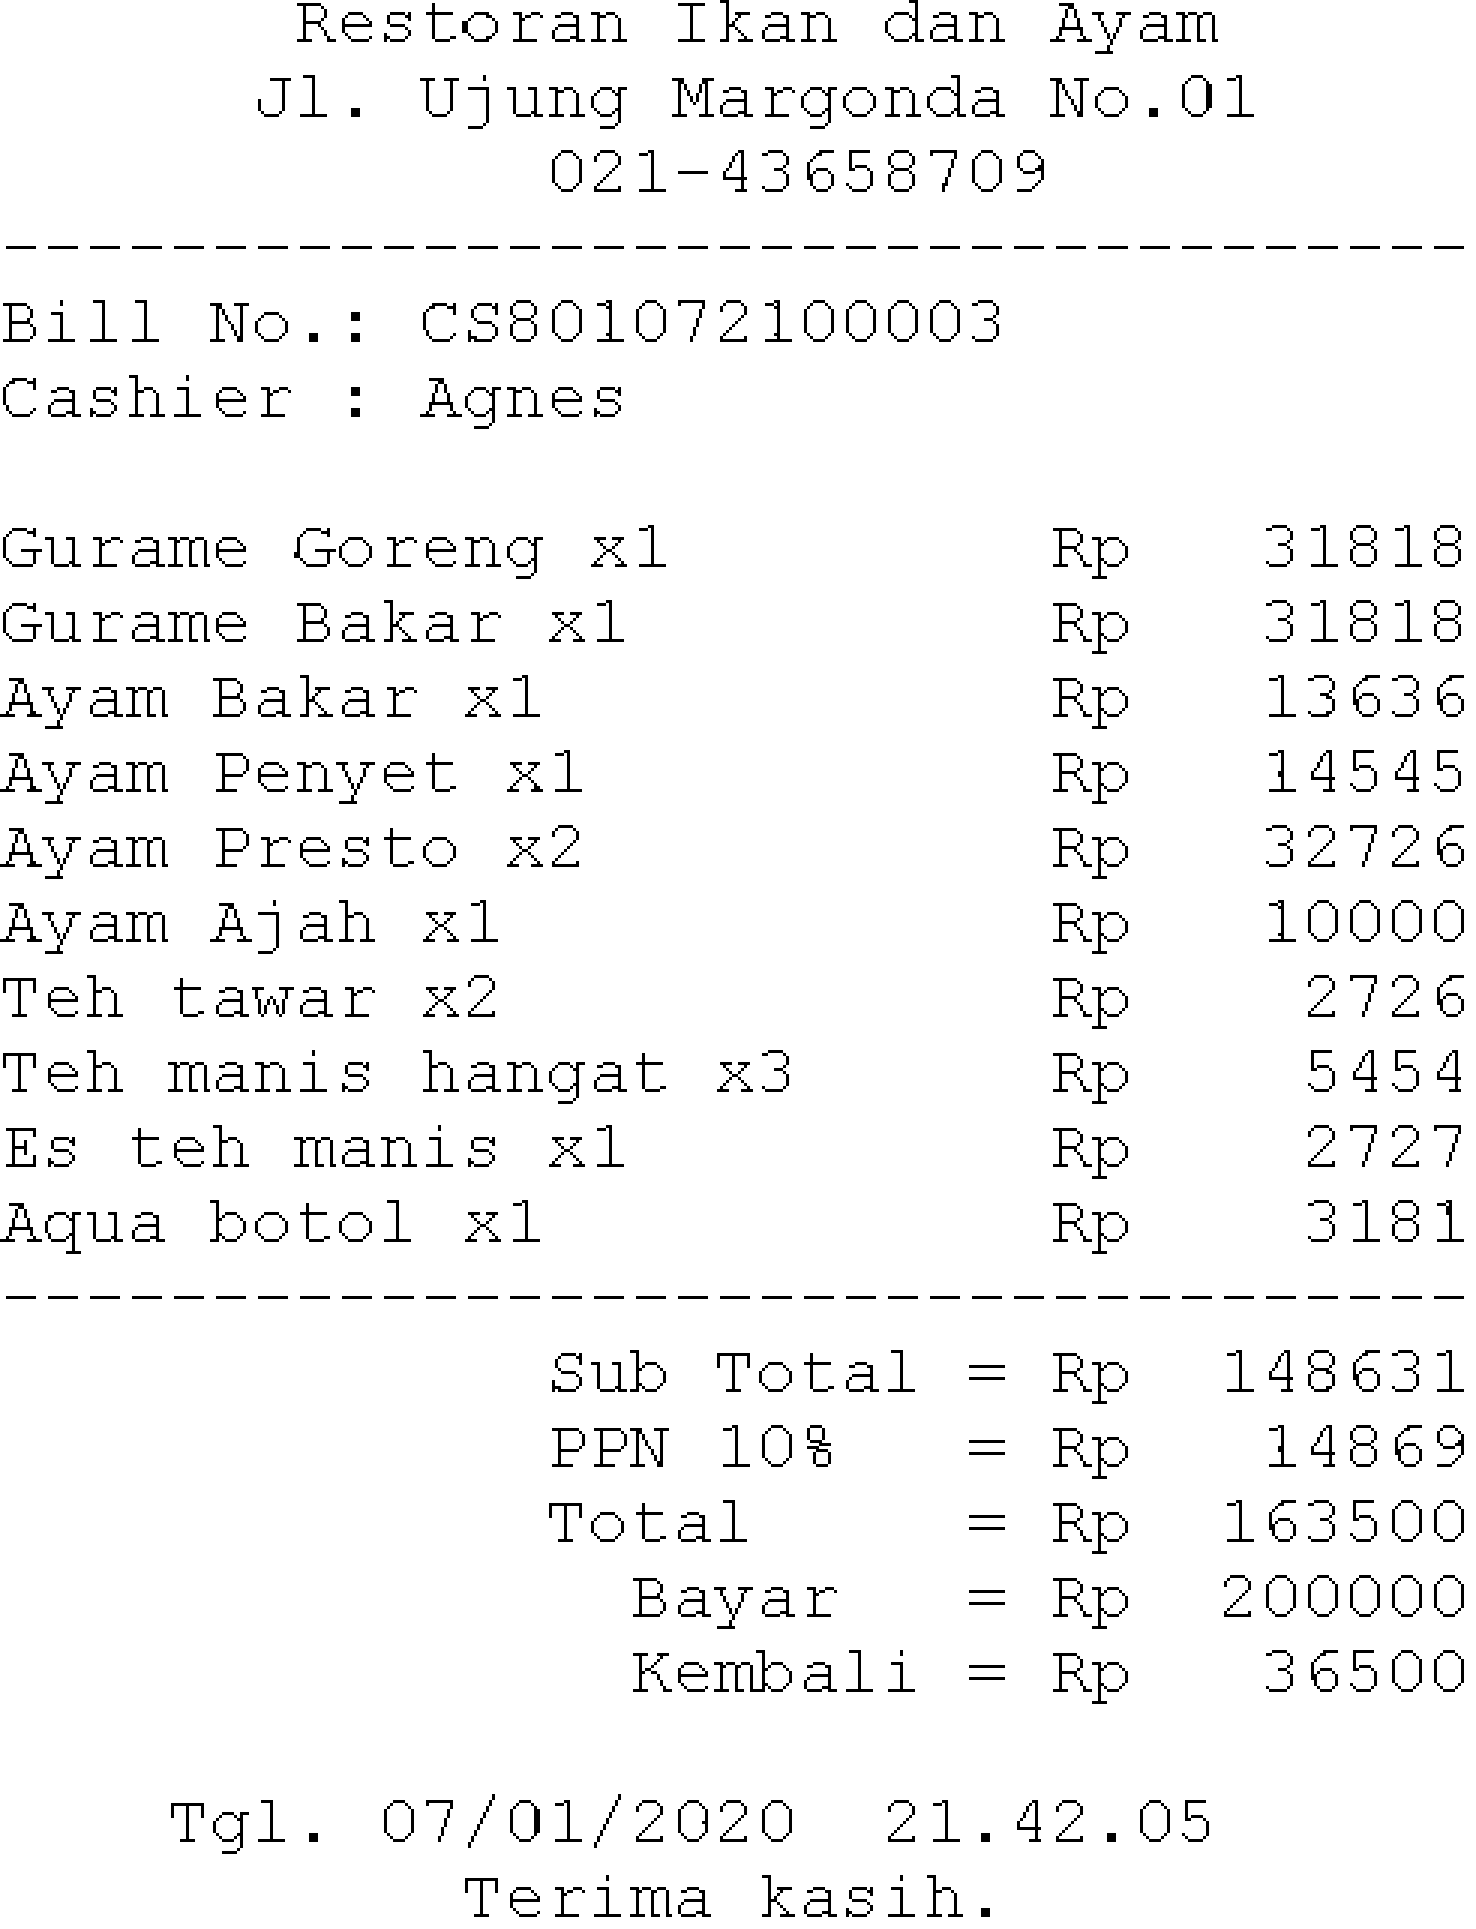 Restoran Ikan dan Ayam
Jl. Ujung Margonda No.01
021-43658709
-----------------------------------
Bill No.: CS801072100003
Cashier : Agnes
Gurame Goreng x1 Rp 31818
Gurame Bakar x1 Rp 31818
Ayam Bakar x1 Rp 13636
Ayam Penyet x1 Rp 14545
Ayam Presto x2 Rp 32726
Ayam Ajah x1 Rp 10000
Teh tawar x2 Rp 2726
Teh manis hangat x3 Rp 5454
Es teh manis x1 Rp 2727
Aqua botol x1 Rp 3181
-----------------------------------
Sub Total = Rp 148631
PPN 10% = Rp 14869
Total = Rp 163500
Bayar = Rp 200000
Kembali = Rp 36500
Tgl. 07/01/2020 21.42.05
Terima kasih.